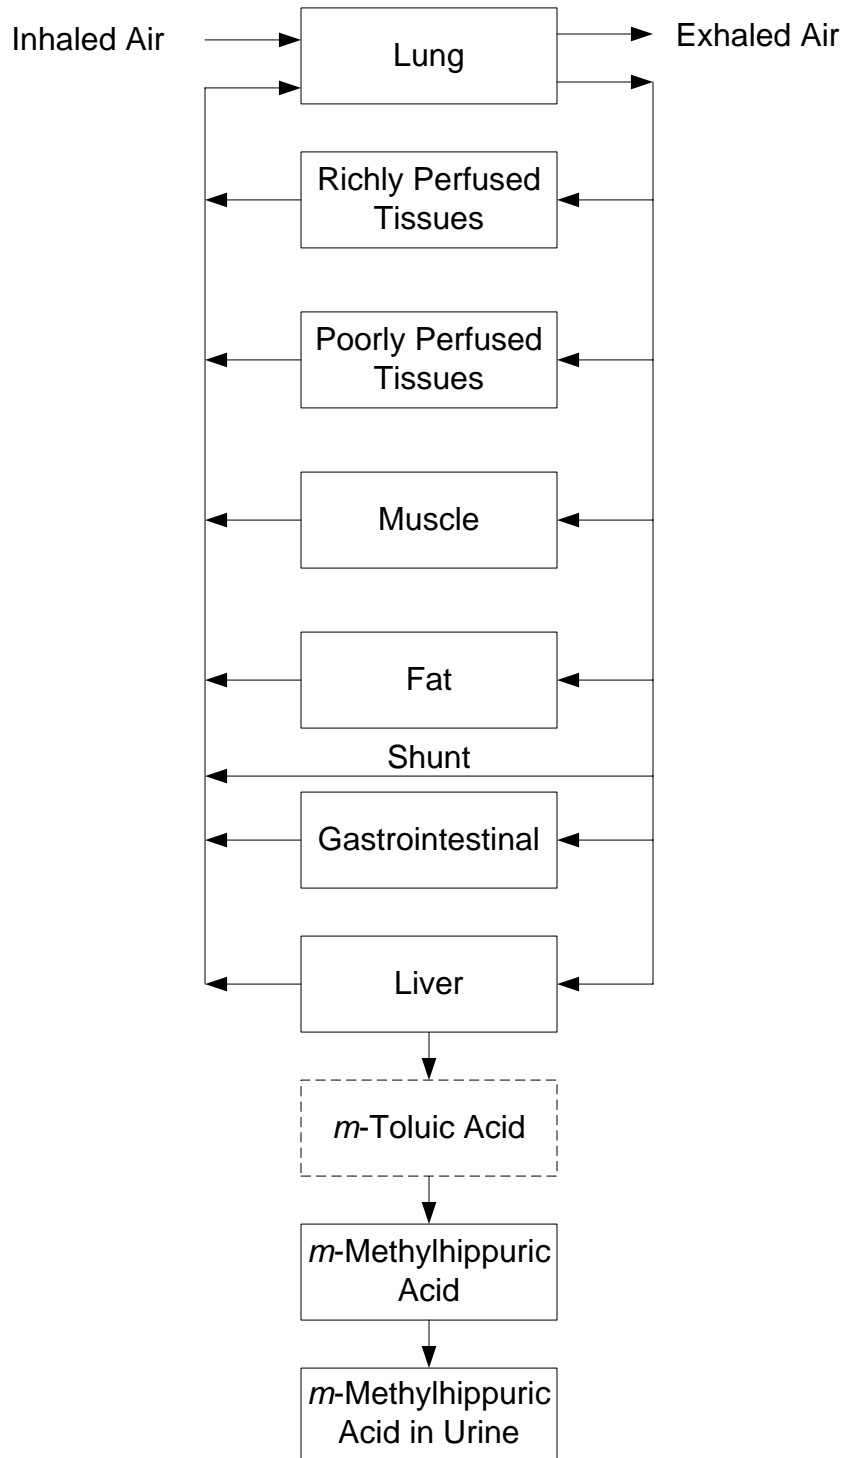 Inhaled Air
Lung
Exhaled Air
Richly Perfused
Tissues
Poorly Perfused
Tissues
Muscle
Fat
Shunt
Gastrointestinal
Liver
m-Toluic Acid
m-Methylhippuric
Acid
m-Methylhippuric
Acid in Urine